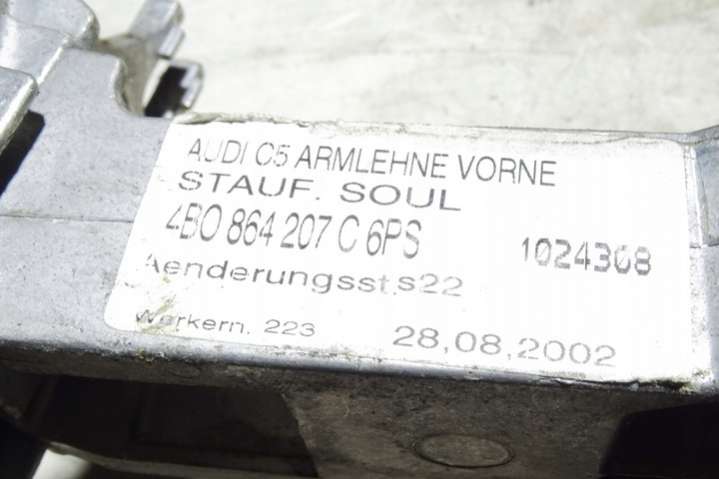 AUDI C5 ARMLEHNE VORNE
STAUF. SOUL
4B0 864 207 C 6PS 1024308
Aenderungsst.s22
Werkern. 223 28,08,2002